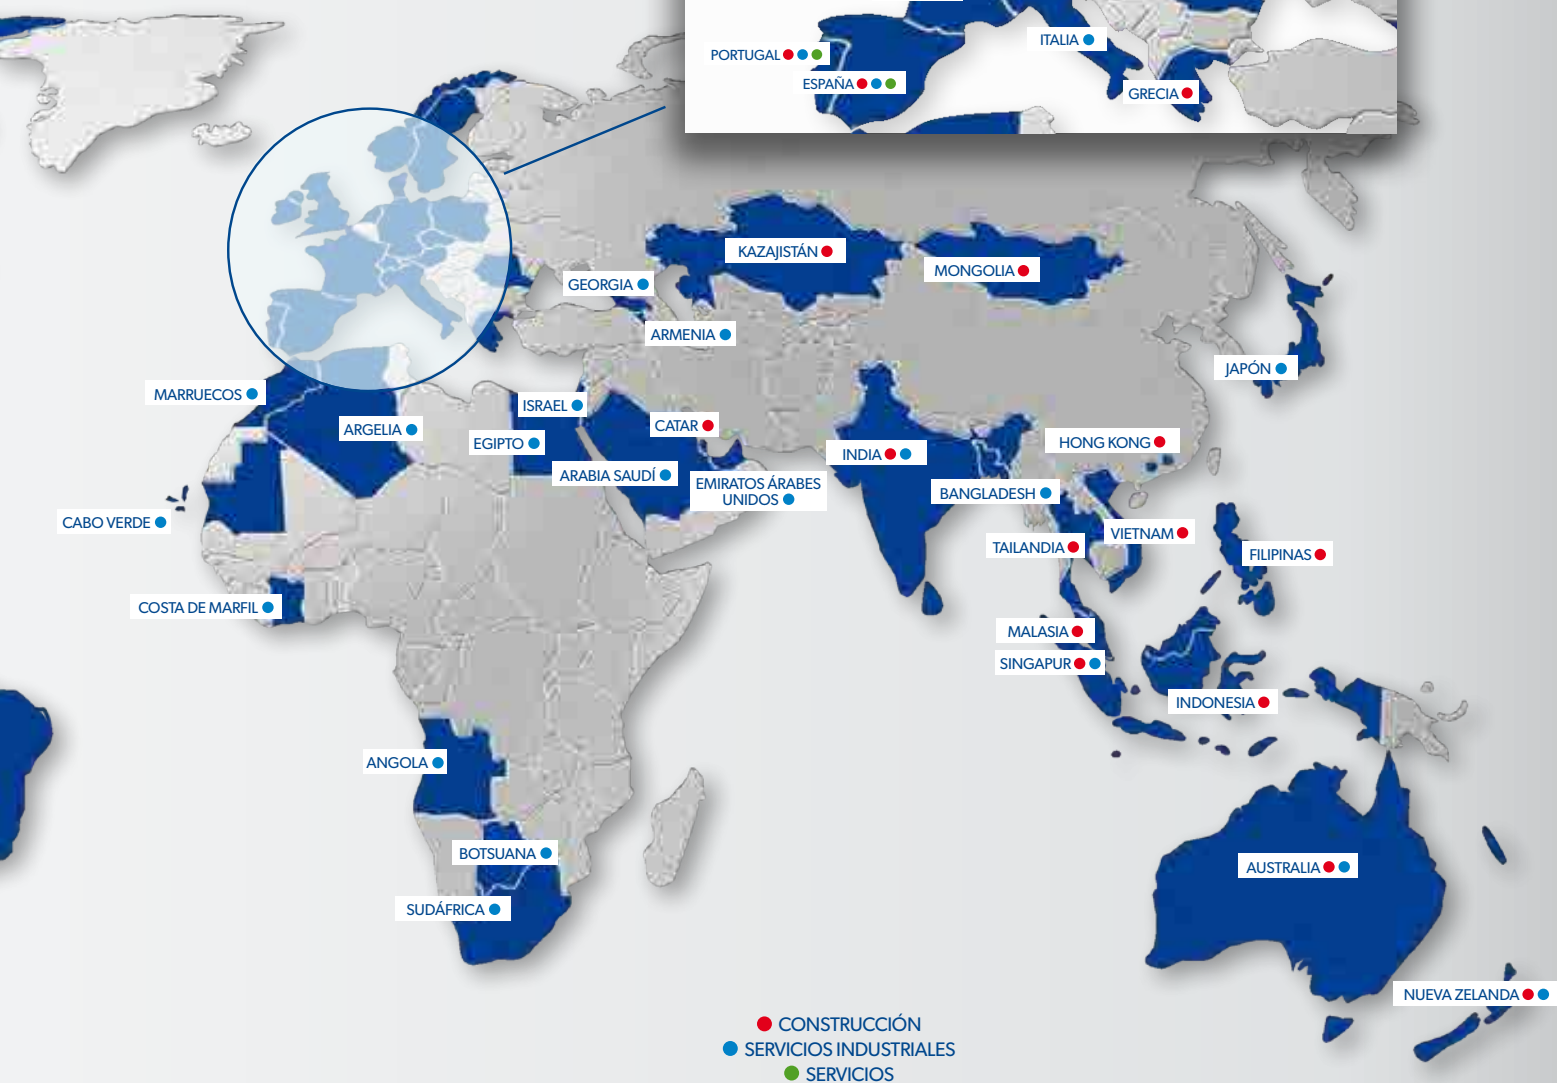 PORTUGAL
ITALIA
ESPAÑA
GRECIA
KAZAJISTÁN
MONGOLIA
GEORGIA
ARMENIA
JAPÓN
MARRUECOS
ISRAEL
ARGELIA
CATAR
EGIPTO
HONG KONG
INDIA
ARABIA SAUDÍ
EMIRATOS ÁRABES
UNIDOS
BANGLADESH
CABO VERDE
VIETNAM
TAILANDIA
FILIPINAS
COSTA DE MARFIL
MALASIA
SINGAPUR
INDONESIA
ANGOLA
BOTSUANA
AUSTRALIA
SUDÁFRICA
NUEVA ZELANDA
CONSTRUCCIÓN
SERVICIOS INDUSTRIALES
SERVICIOS